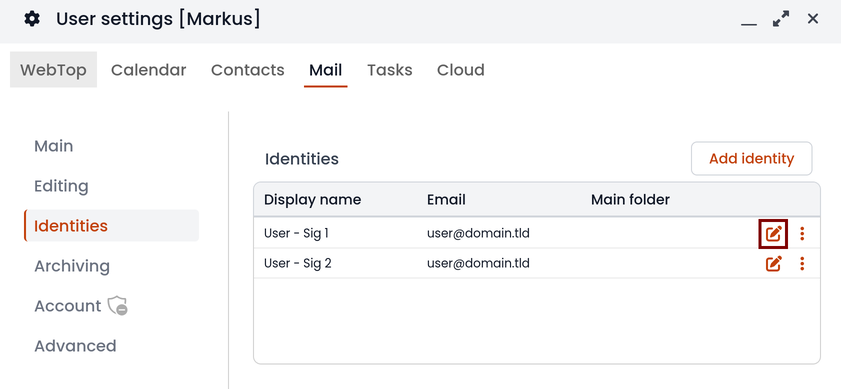 User settings [Markus]
WebTop Calendar Contacts Mail Tasks Cloud
Main
Editing
Identities
Archiving
Account
Advanced
Identities
Add identity
Display name Email Main folder
User - Sig 1 user@domain.tld
User - Sig 2 user@domain.tld